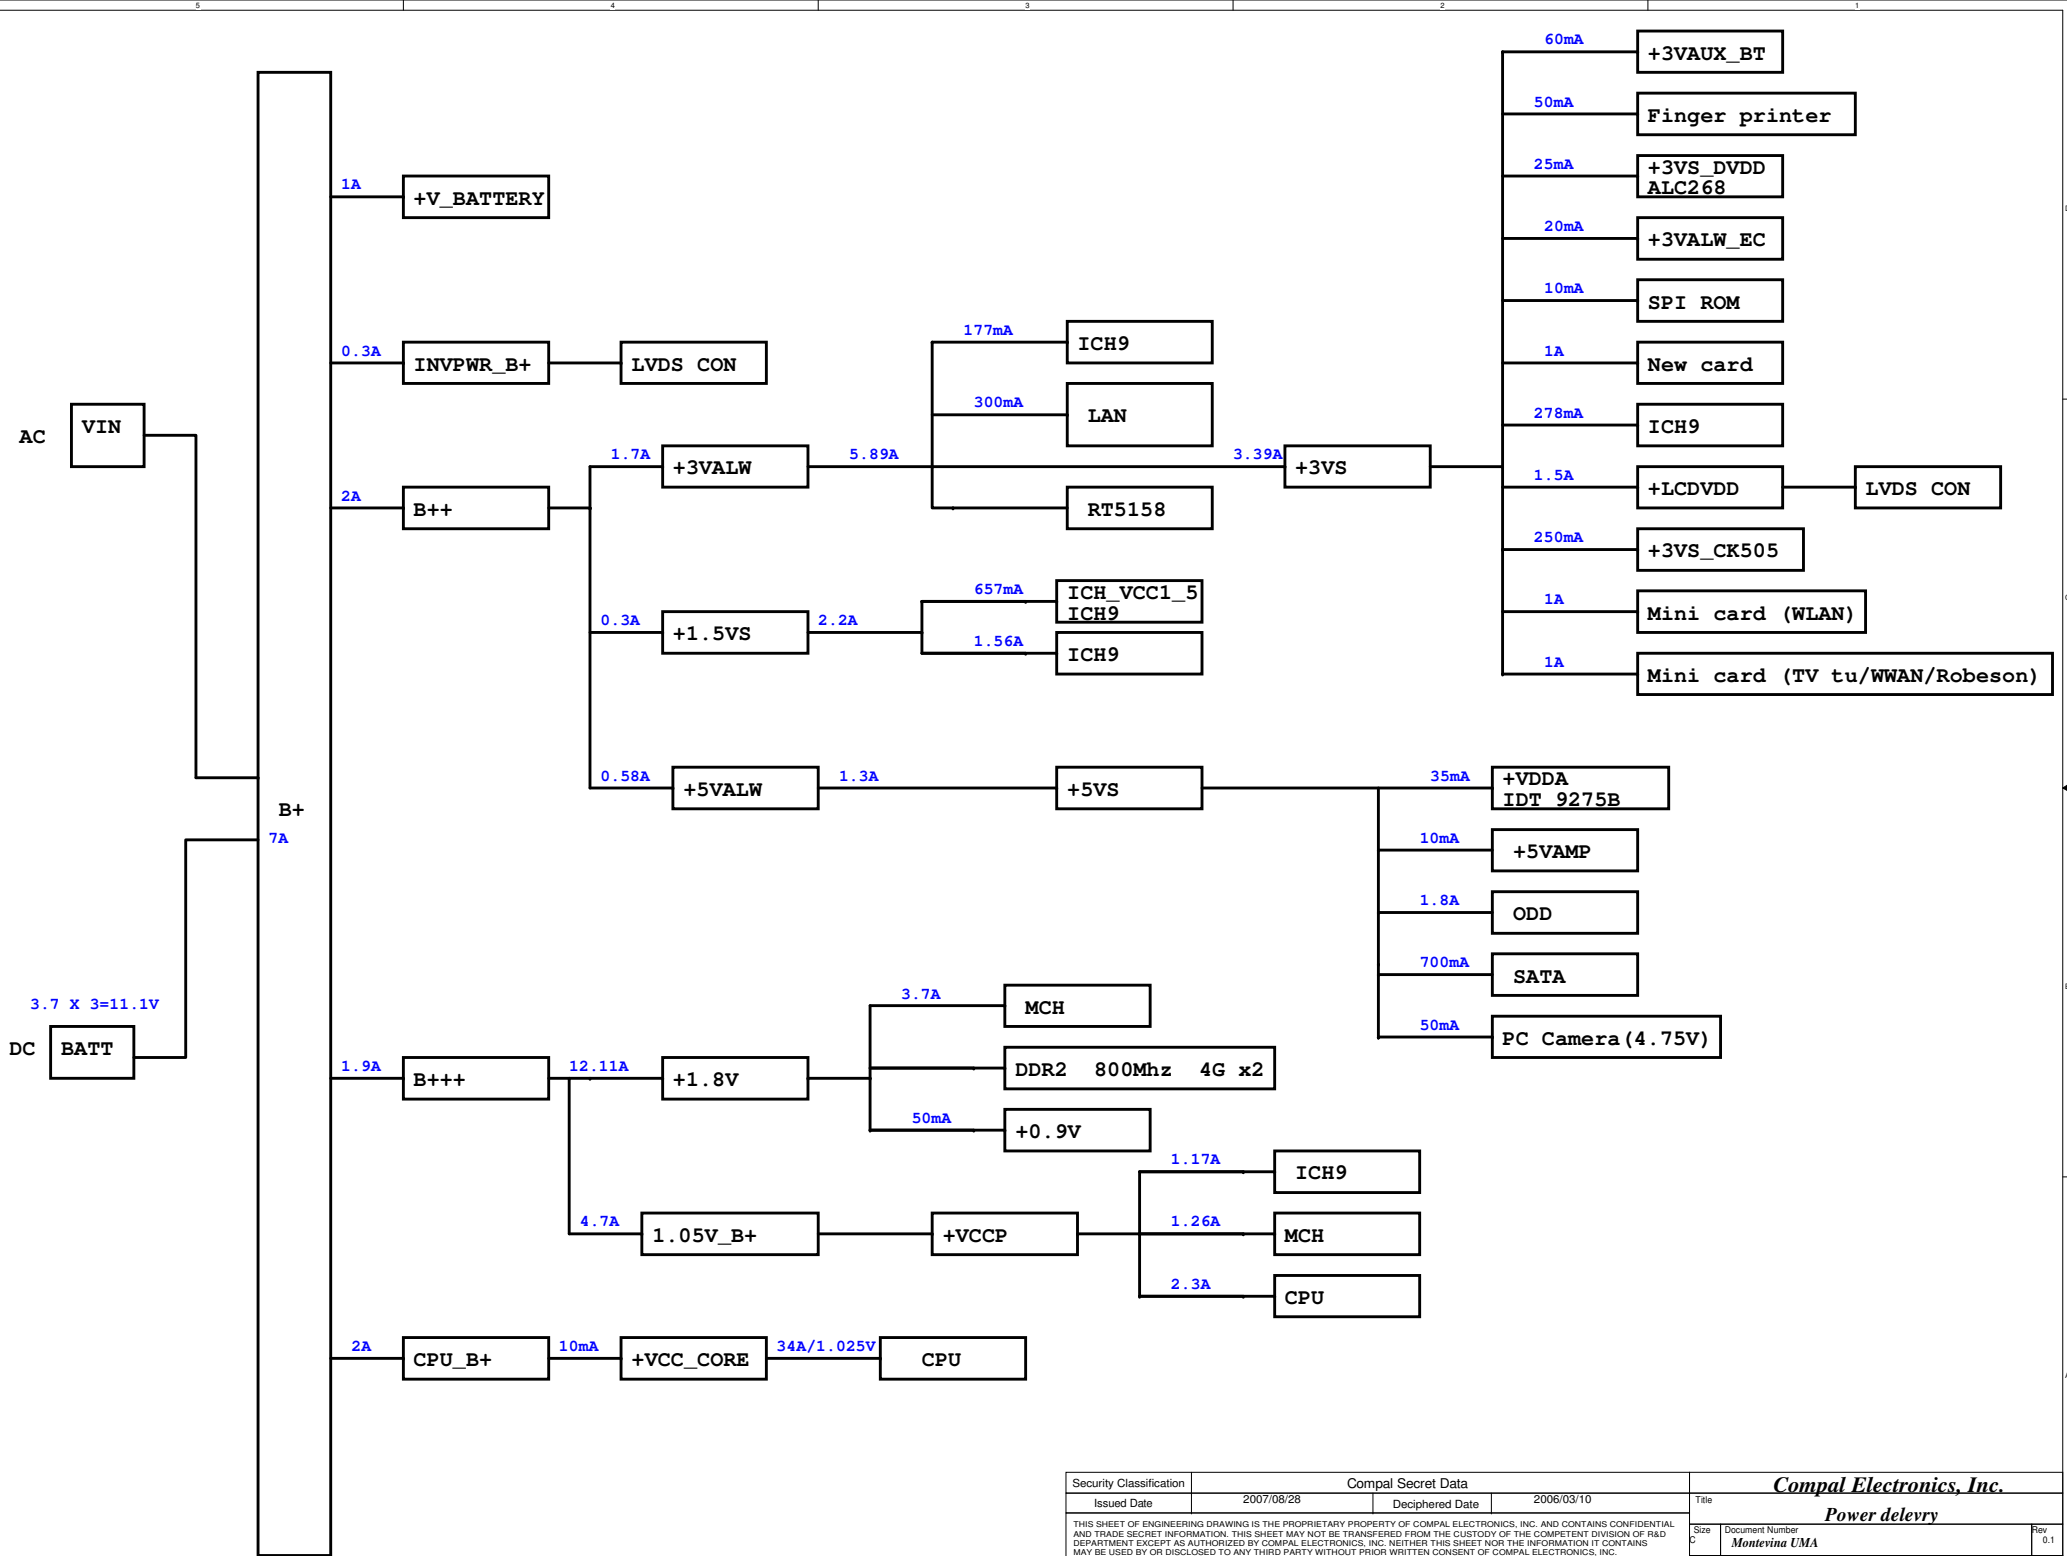 5 4 3 2 1
60mA
+3VAUX_BT
50mA
Finger printer
25mA
+3VS_DVDD
ALC268
20mA
+3VALW_EC
10mA
SPI ROM
1A
New card
278mA
ICH9
1.5A
+LCDVDD
LVDS CON
250mA
+3VS_CK505
1A
Mini card (WLAN)
1A
Mini card (TV tu/WWAN/Robeson)
1A
+V_BATTERY
0.3A
INVPWR_B+
LVDS CON
AC
VIN
2A
B++
1.7A
+3VALW
5.89A
177mA
ICH9
300mA
LAN
RT5158
3.39A
+3VS
0.3A
+1.5VS
2.2A
657mA
ICH_VCC1_5
ICH9
1.56A
ICH9
0.58A
+5VALW
1.3A
+5VS
35mA
+VDDA
IDT 9275B
10mA
+5VAMP
1.8A
ODD
700mA
SATA
50mA
PC Camera(4.75V)
B+
7A
3.7 X 3=11.1V
DC
BATT
1.9A
B+++
12.11A
+1.8V
3.7A
MCH
DDR2 800Mhz 4G x2
50mA
+0.9V
4.7A
1.05V_B+
+VCCP
1.17A
ICH9
1.26A
MCH
2.3A
CPU
2A
CPU_B+
10mA
+VCC_CORE
34A/1.025V
CPU
Security Classification
Compal Secret Data
Issued Date
2007/08/28
Deciphered Date
2006/03/10
THIS SHEET OF ENGINEERING DRAWING IS THE PROPRIETARY PROPERTY OF COMPAL ELECTRONICS, INC. AND CONTAINS CONFIDENTIAL
AND TRADE SECRET INFORMATION. THIS SHEET MAY NOT BE TRANSFERED FROM THE CUSTODY OF THE COMPETENT DIVISION OF R&D
DEPARTMENT EXCEPT AS AUTHORIZED BY COMPAL ELECTRONICS, INC. NEITHER THIS SHEET NOR THE INFORMATION IT CONTAINS
MAY BE USED BY OR DISCLOSED TO ANY THIRD PARTY WITHOUT PRIOR WRITTEN CONSENT OF COMPAL ELECTRONICS, INC.
Compal Electronics, Inc.
Title
Power delevry
Size
C
Document Number
Montevina UMA
Rev
0.1